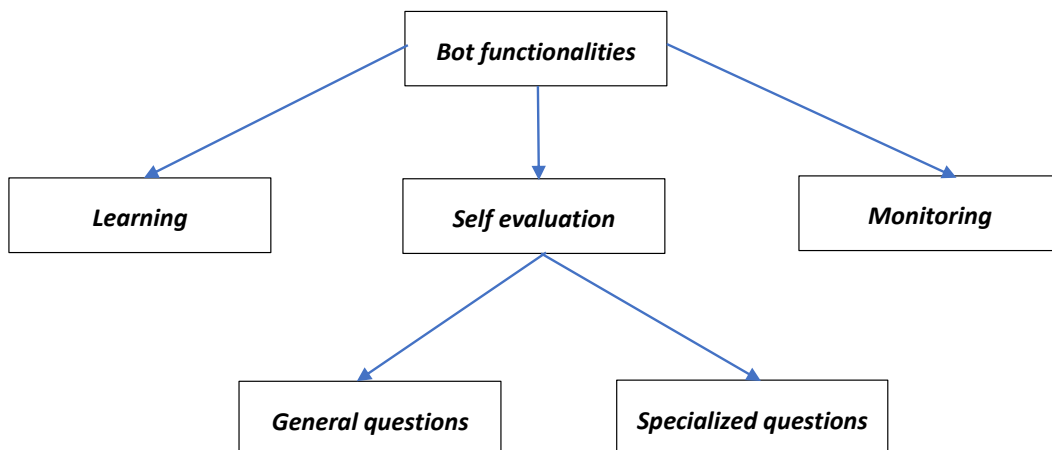 Bot functionalities
Learning
Self evaluation
Monitoring
General questions
Specialized questions